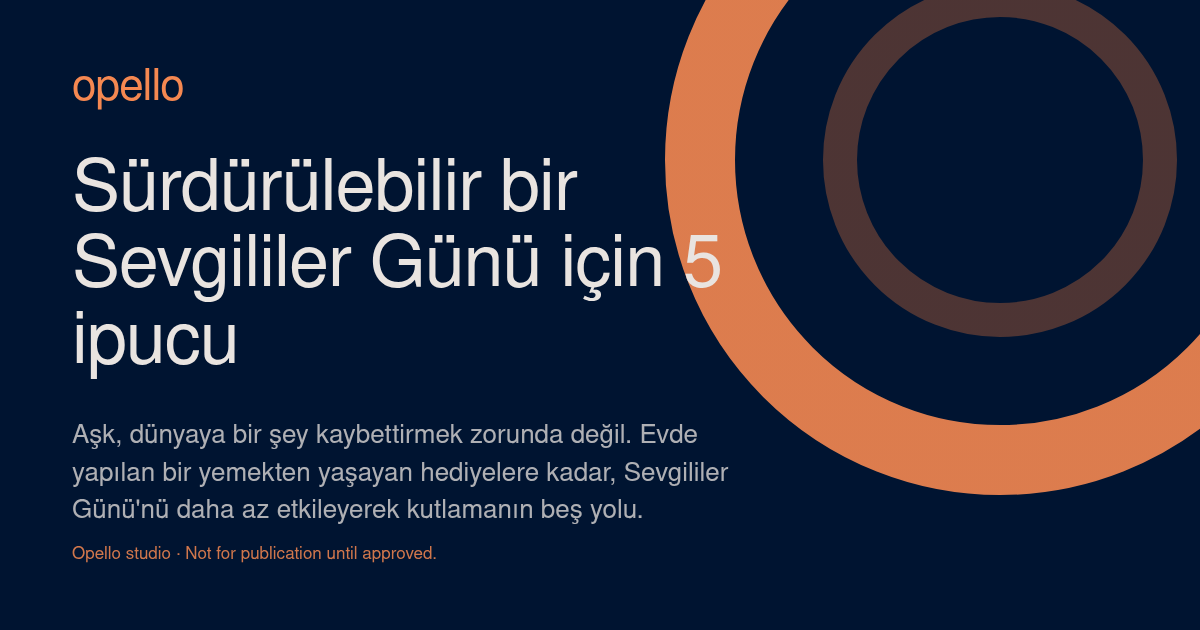 opello
Sürdürülebilir bir
Sevgililer Günü için 5
ipucu
Aşk, dünyaya bir şey kaybettirmek zorunda değil. Evde
yapılan bir yemekten yaşayan hediyelere kadar, Sevgililer
Günü'nü daha az etkileyerek kutlamanın beş yolu.
Opello studio · Not for publication until approved.